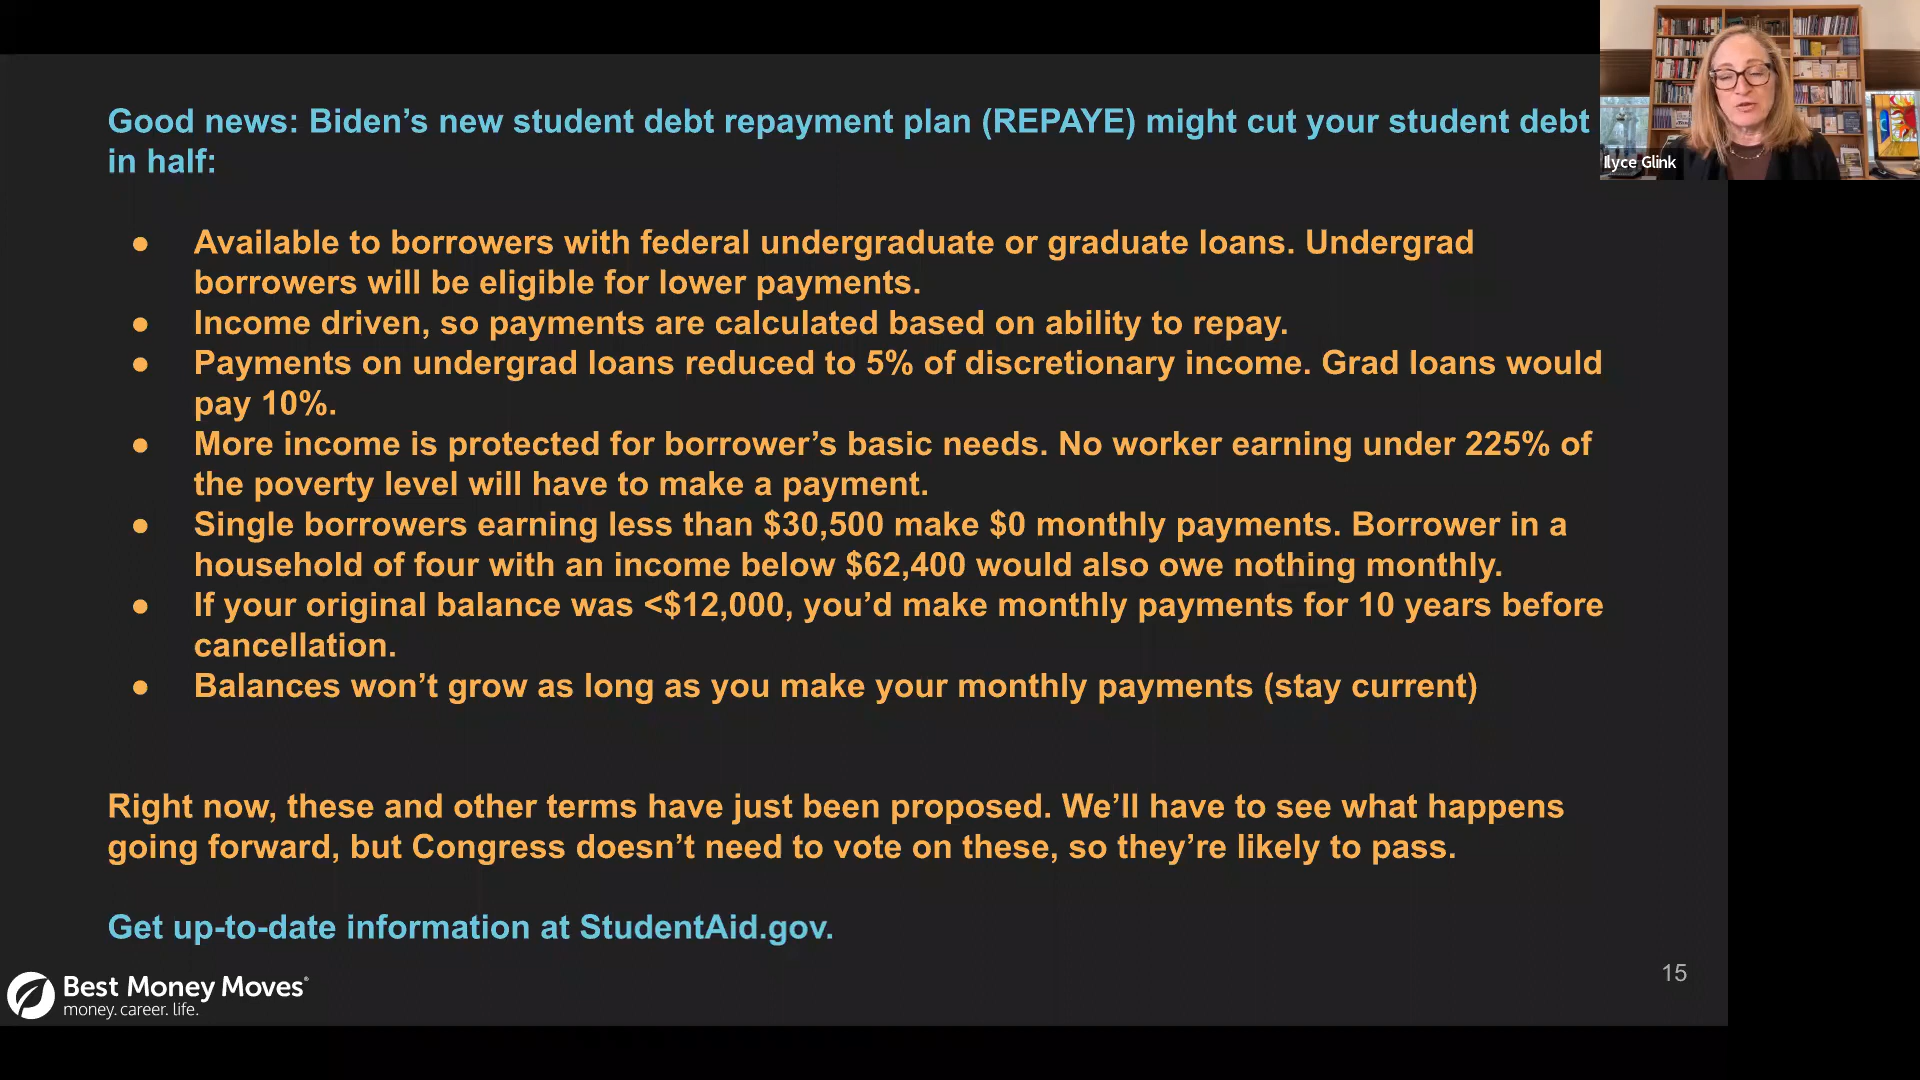 Good news: Biden’s new student debt repayment plan (REPAYE) might cut your student debt
in half:
● Available to borrowers with federal undergraduate or graduate loans. Undergrad
borrowers will be eligible for lower payments.
● Income driven, so payments are calculated based on ability to repay.
● Payments on undergrad loans reduced to 5% of discretionary income. Grad loans would
pay 10%.
● More income is protected for borrower’s basic needs. No worker earning under 225% of
the poverty level will have to make a payment.
● Single borrowers earning less than $30,500 make $0 monthly payments. Borrower in a
household of four with an income below $62,400 would also owe nothing monthly.
● If your original balance was <$12,000, you’d make monthly payments for 10 years before
cancellation.
● Balances won’t grow as long as you make your monthly payments (stay current)
Right now, these and other terms have just been proposed. We’ll have to see what happens
going forward, but Congress doesn’t need to vote on these, so they’re likely to pass.
Get up-to-date information at StudentAid.gov.
Best Money Moves®
money. career. life.
15
Ilyce Glink